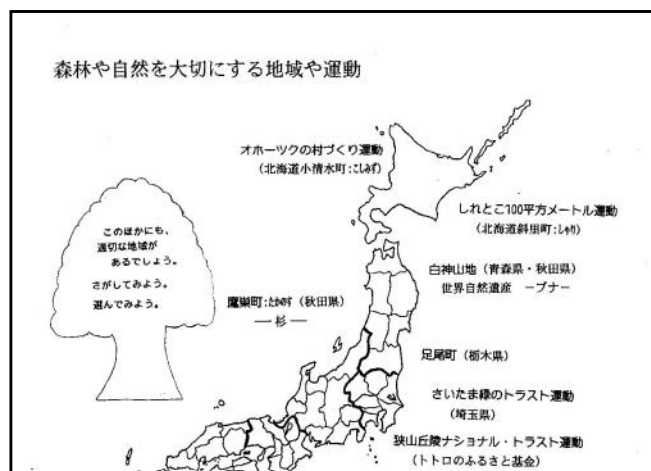 森林や自然を大切にする地域や運動
オホーツクの村づくり運動
(北海道小清水町:こしみず)
しれとこ100平方メートル運動
(北海道斜里町:しゃり)
このほかにも、
適切な地域が
あるでしょう。
さがしてみよう。
選んでみよう。
白神山地(青森県・秋田県)
世界自然遺産 ーブナー
鷹巣町:たかのす(秋田県)
― 杉 ―
足尾町(栃木県)
さいたま緑のトラスト運動
(埼玉県)
狭山丘陵ナショナル・トラスト運動
(トトロのふるさと基金)